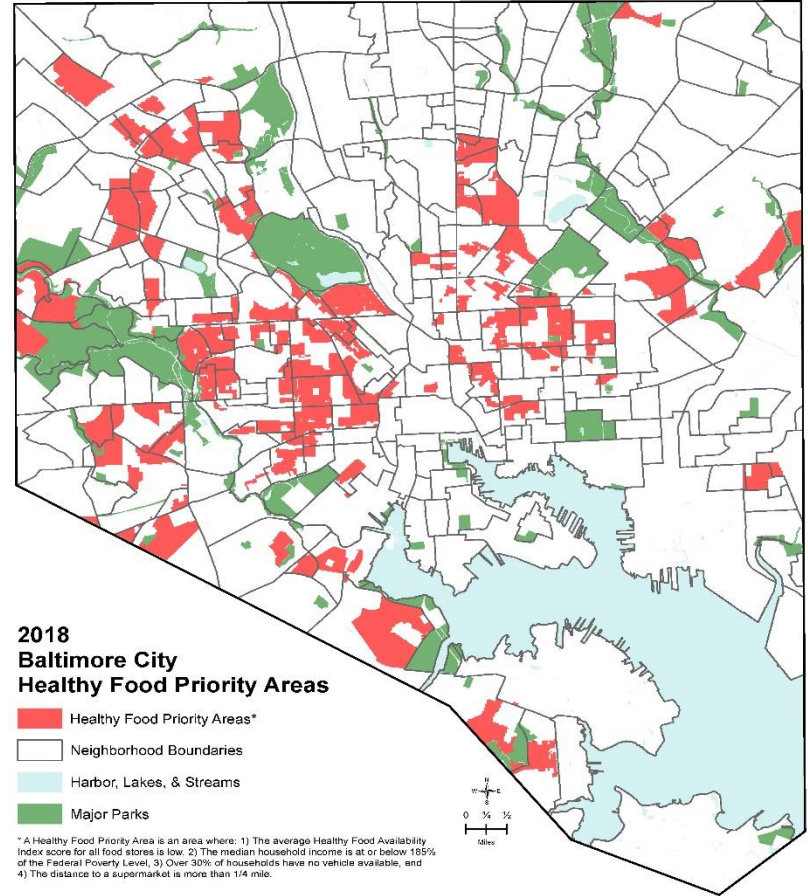 2018
Baltimore City
Healthy Food Priority Areas
Healthy Food Priority Areas*
Neighborhood Boundaries
Harbor, Lakes, & Streams
Major Parks
* A Healthy Food Priority Area is an area where: 1) The average Healthy Food Availability
Index score for all food stores is low, 2) The median household income is at or below 185%
of the Federal Poverty Level, 3) Over 30% of households have no vehicle available, and
4) The distance to a supermarket is more than 1/4 mile.
N
W E
S
0 ¼ ½
Miles